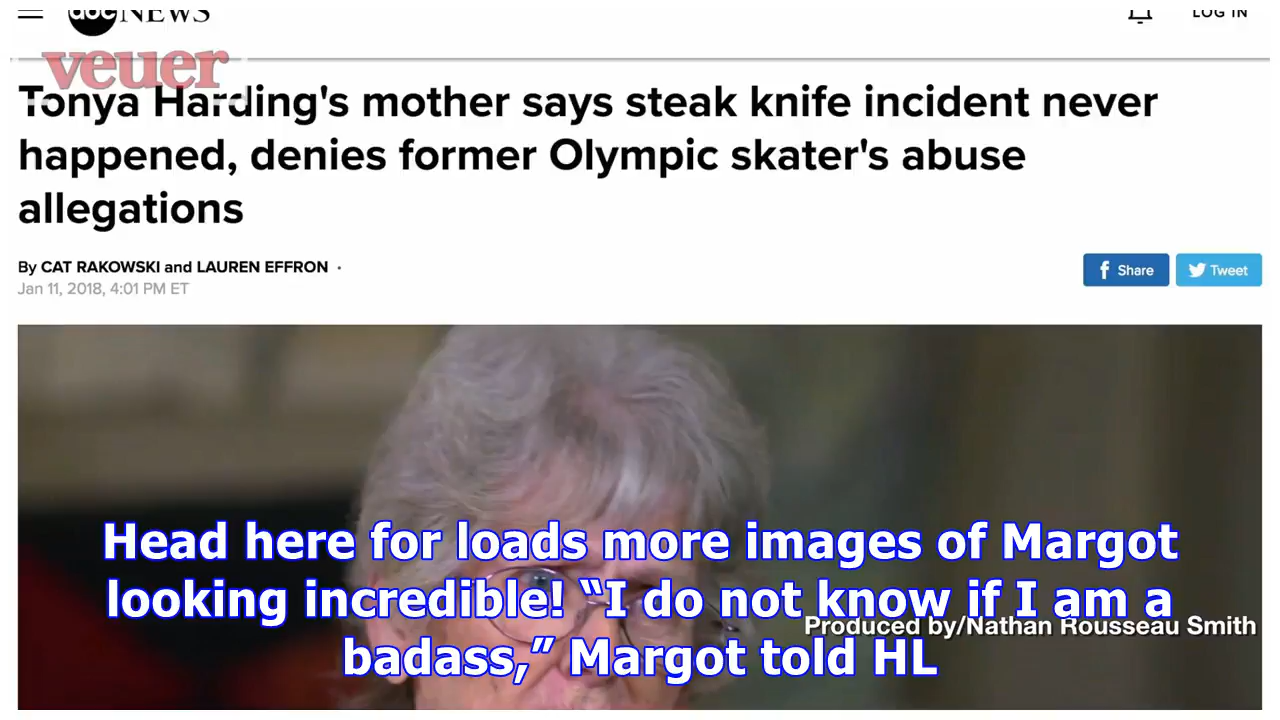 abc NEWS
LOG IN
veuer
Tonya Harding's mother says steak knife incident never
happened, denies former Olympic skater's abuse
allegations
By CAT RAKOWSKI and LAUREN EFFRON ·
Jan 11, 2018, 4:01 PM ET
Share
Tweet
Head here for loads more images of Margot
looking incredible! “I do not know if I am a
badass,” Margot told HL
Produced by/Nathan Rousseau Smith